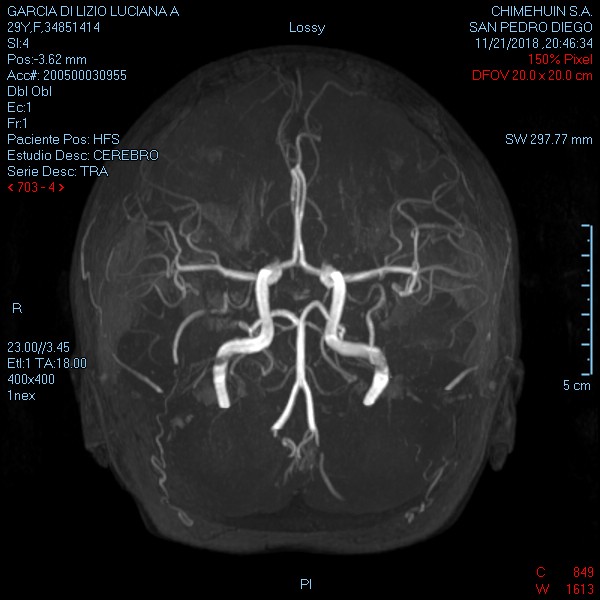 GARCIA DI LIZIO LUCIANA A
29Y,F,34851414
Sl:4
Pos:-3.62 mm
Acc#: 200500030955
Dbl Obl
Ec:1
Fr:1
Paciente Pos: HFS
Estudio Desc: CEREBRO
Serie Desc: TRA
< 703 - 4 >
Lossy
CHIMEHUIN S.A.
SAN PEDRO DIEGO
11/21/2018 ,20:46:34
150% Pixel
DFOV 20.0 x 20.0 cm
SW 297.77 mm
R
23.00//3.45
Etl:1 TA:18.00
400x400
1nex
5 cm
PI
C 849
W 1613